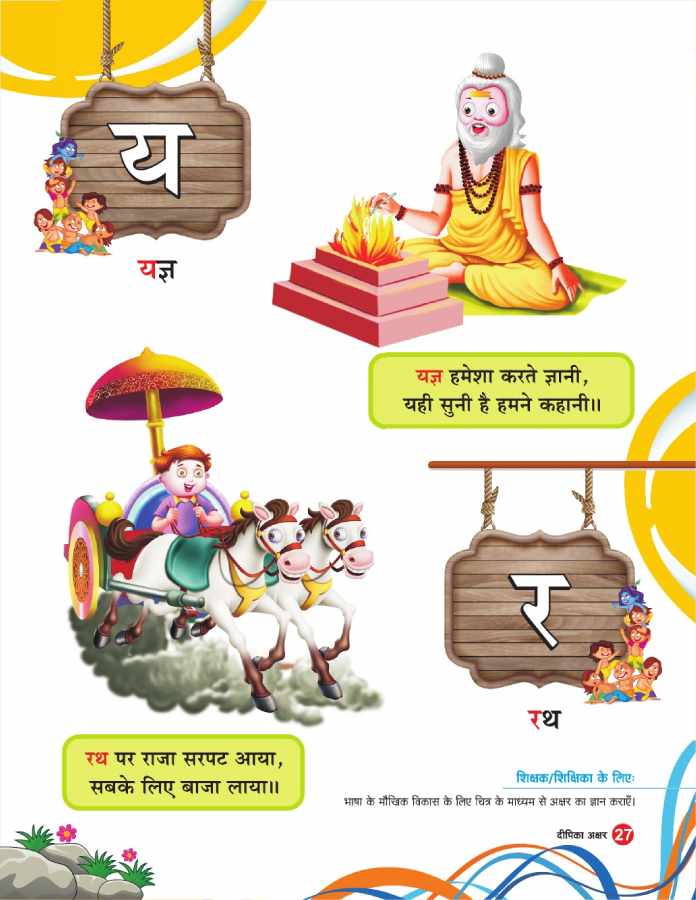 य
यज्ञ
यज्ञ हमेशा करते ज्ञानी,
यही सुनी है हमने कहानी॥
र
रथ
रथ पर राजा सरपट आया,
सबके लिए बाजा लाया॥
शिक्षक/शिक्षिका के लिएः
भाषा के मौखिक विकास के लिए चित्र के माध्यम से अक्षर का ज्ञान कराएँ।
दीपिका अक्षर 27